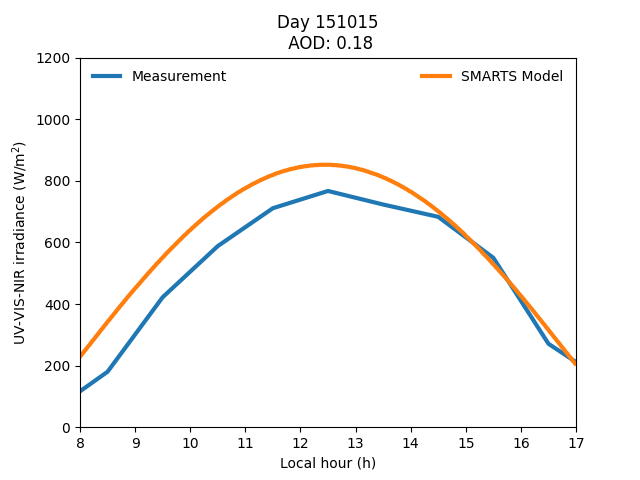 Day 151015
AOD: 0.18
Measurement
SMARTS Model
UV-VIS-NIR irradiance (W/m²)
1200
1000
800
600
400
200
0
8 9 10 11 12 13 14 15 16 17
Local hour (h)